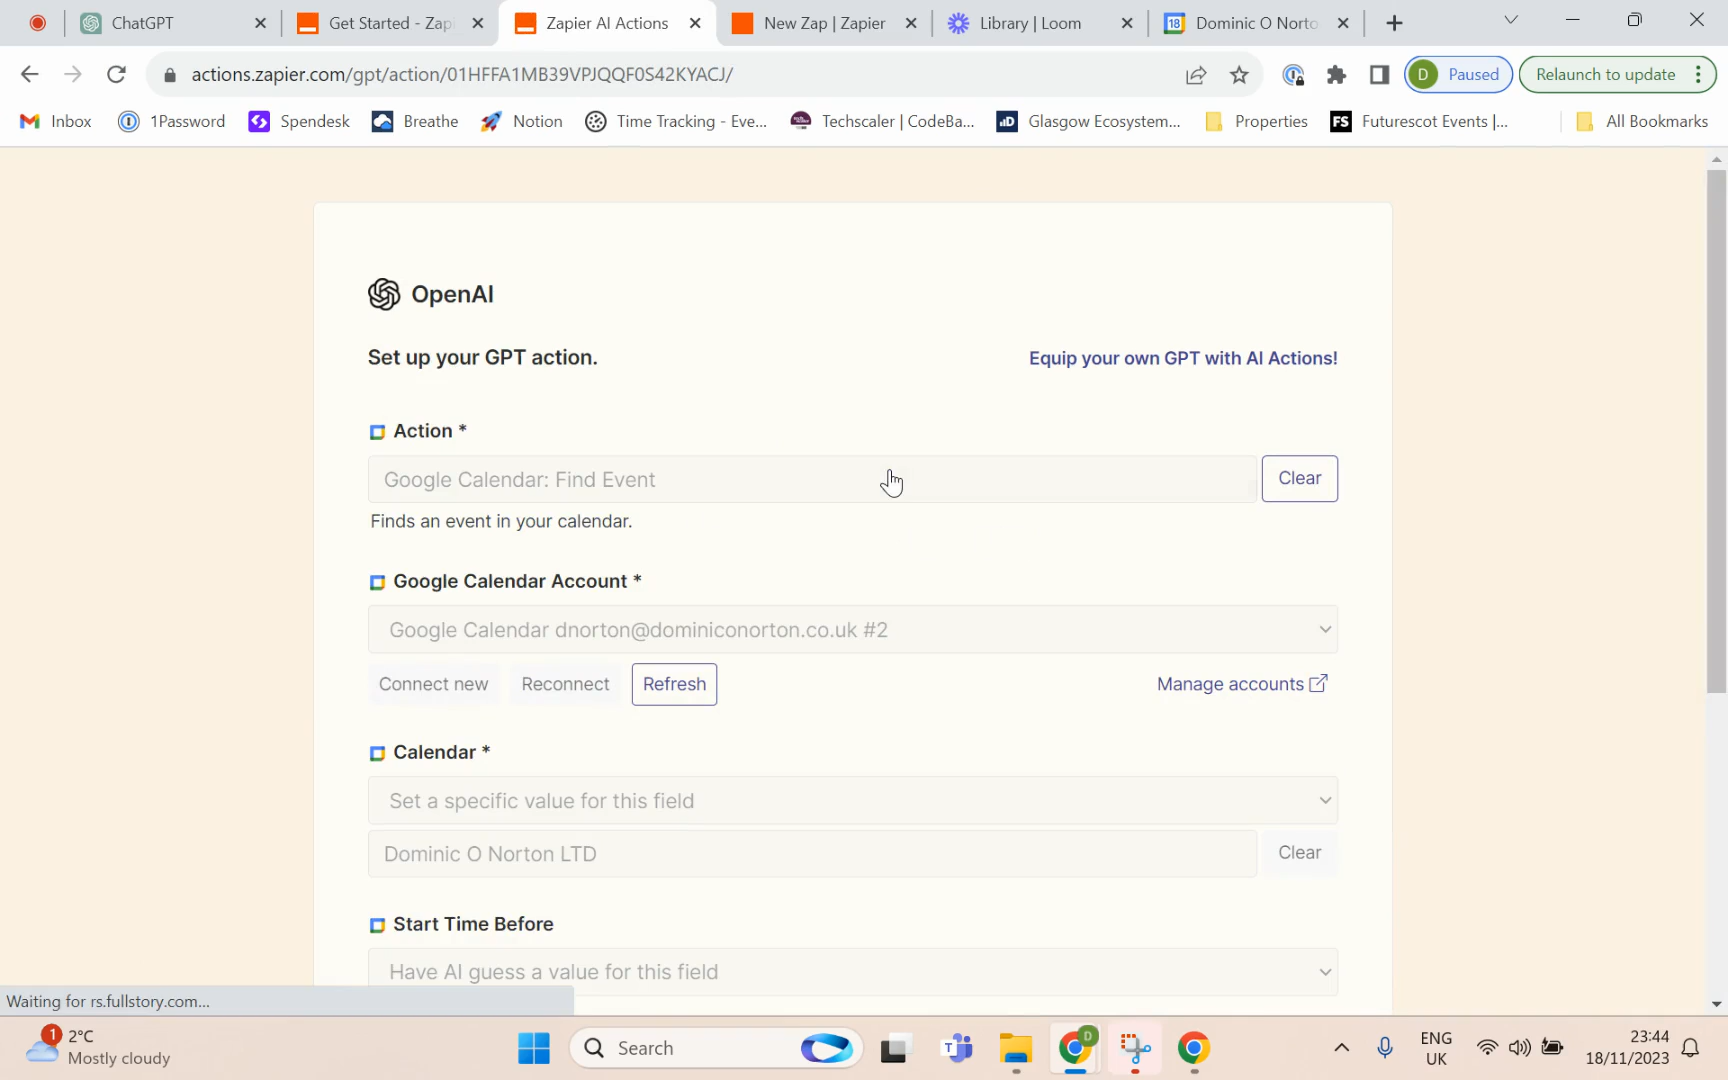 ChatGPT
Get Started - Zapi
Zapier AI Actions
New Zap | Zapier
Library | Loom
18
Dominic O Norto
actions.zapier.com/gpt/action/01HFFA1MB39VPJQQF0S42KYACJ/
D
Paused
Relaunch to update
Inbox
1Password
Spendesk
Breathe
Notion
Time Tracking - Eve...
Techscaler | CodeBa...
Glasgow Ecosystem...
Properties
FS
Futurescot Events |...
All Bookmarks
OpenAI
Set up your GPT action.
Equip your own GPT with AI Actions!
Action *
Google Calendar: Find Event
Clear
Finds an event in your calendar.
Google Calendar Account *
Google Calendar dnorton@dominiconorton.co.uk #2
Connect new
Reconnect
Refresh
Manage accounts
Calendar *
Set a specific value for this field
Dominic O Norton LTD
Clear
Start Time Before
Have AI guess a value for this field
Waiting for rs.fullstory.com...
1
2°C
Mostly cloudy
Search
D
ENG
UK
23:44
18/11/2023